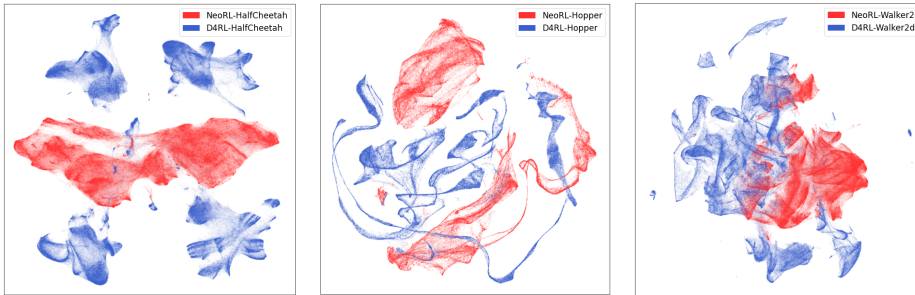 NeoRL-HalfCheetah
D4RL-HalfCheetah
NeoRL-Hopper
D4RL-Hopper
NeoRL-Walker2
D4RL-Walker2d